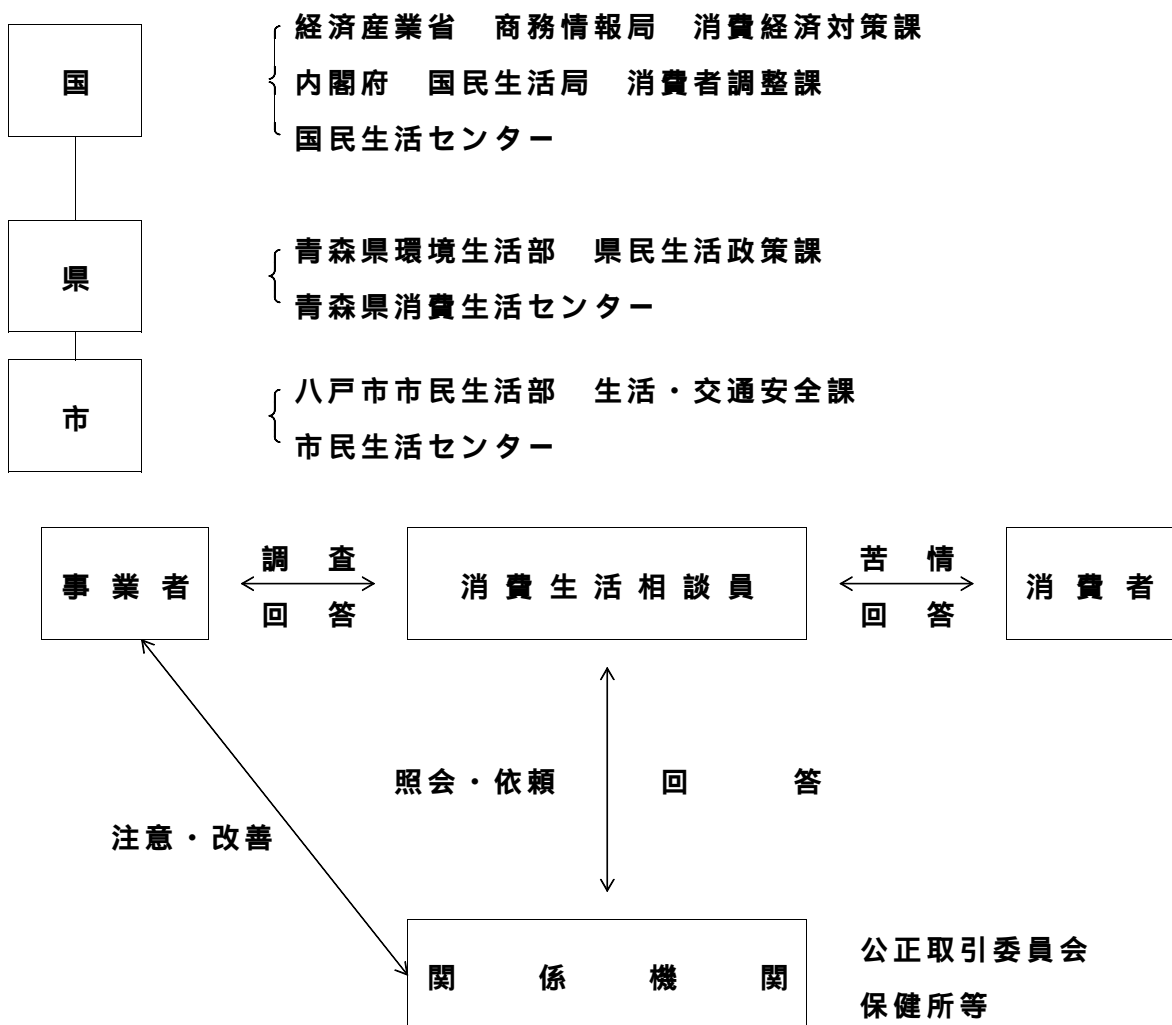 経済産業省　商務情報局　消費経済対策課
国
内閣府　国民生活局　消費者調整課
国民生活センター
青森県環境生活部　県民生活政策課
県
青森県消費生活センター
八戸市市民生活部　生活・交通安全課
市
市民生活センター
事業者
調査
回答
消費生活相談員
苦情
回答
消費者
照会・依頼
回答
注意・改善
関係機関
公正取引委員会
保健所等